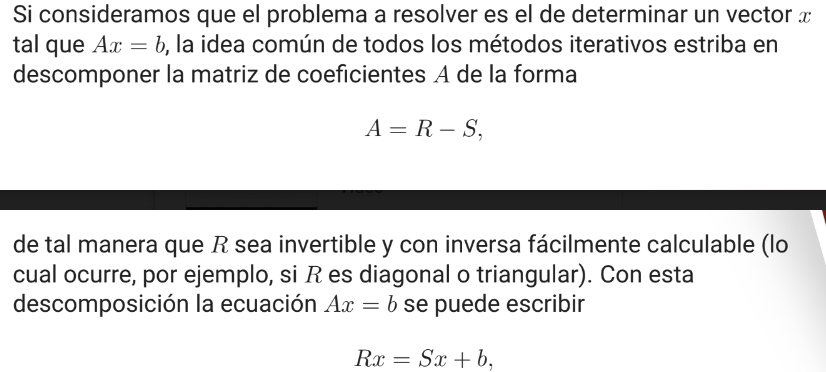 Si consideramos que el problema a resolver es el de determinar un vector x
tal que Ax = b, la idea común de todos los métodos iterativos estriba en
descomponer la matriz de coeficientes A de la forma
A = R − S,
de tal manera que R sea invertible y con inversa fácilmente calculable (lo
cual ocurre, por ejemplo, si R es diagonal o triangular). Con esta
descomposición la ecuación Ax = b se puede escribir
Rx = Sx + b,